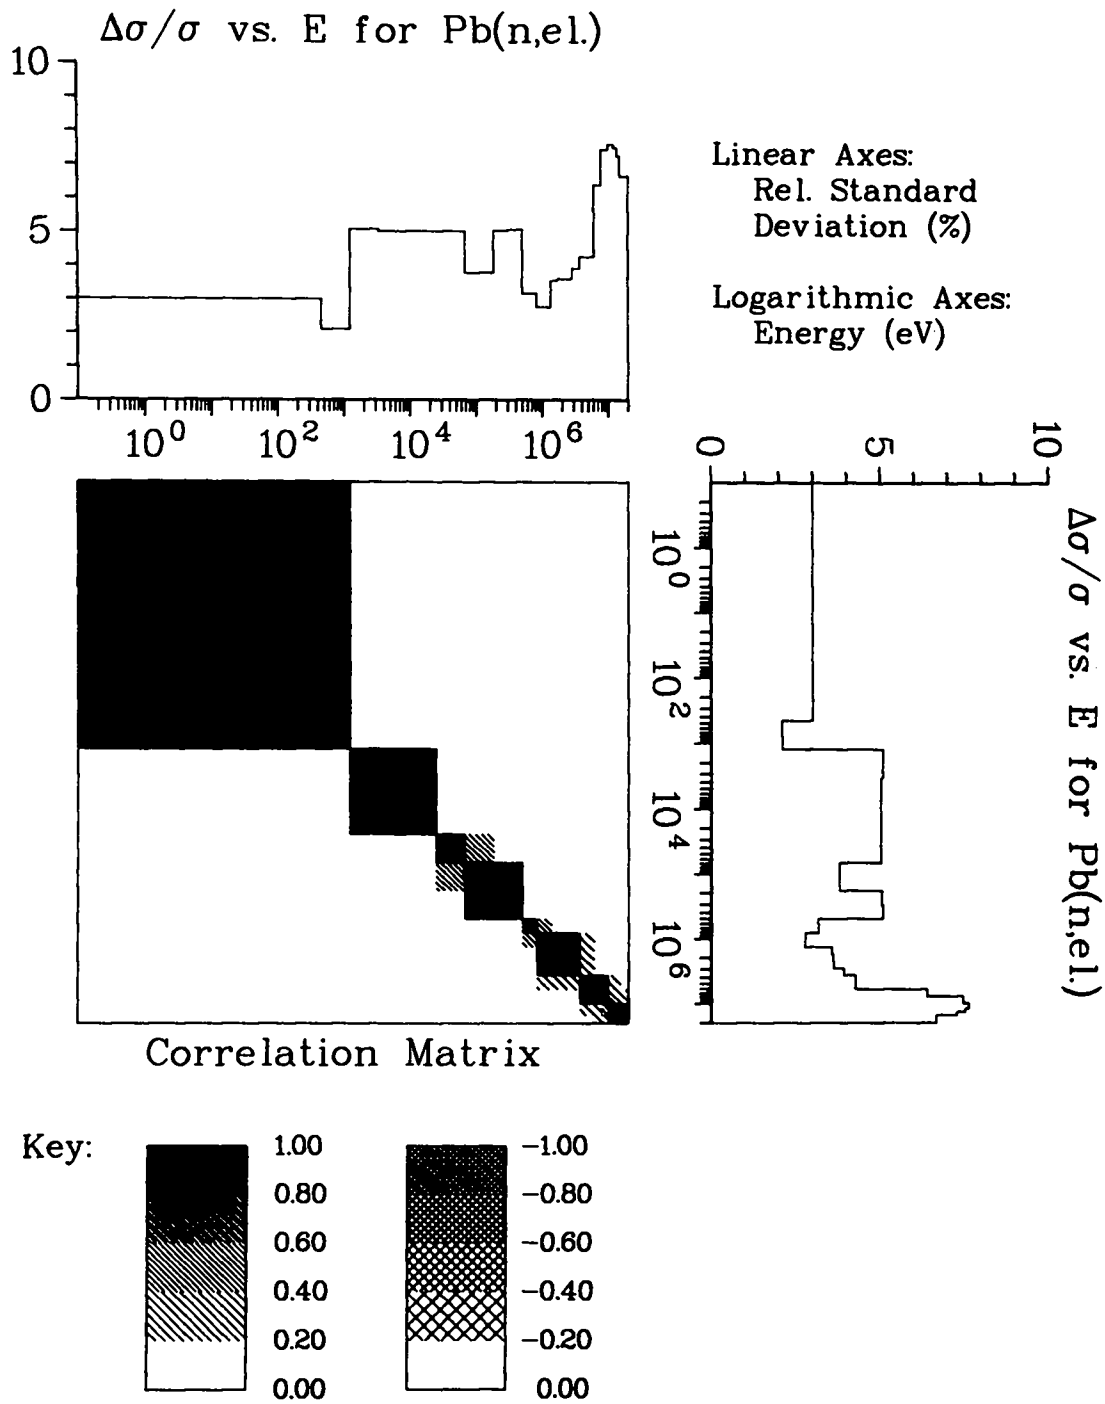 Δσ/σ vs. E for Pb(n,el.)
10
5
0
10^0 10^2 10^4 10^6
Linear Axes:
Rel. Standard
Deviation (%)
Logarithmic Axes:
Energy (eV)
0 5 10
10^0 10^2 10^4 10^6
Δσ/σ vs. E for Pb(n,el.)
Correlation Matrix
Key:
1.00
0.80
0.60
0.40
0.20
0.00
-1.00
-0.80
-0.60
-0.40
-0.20
0.00